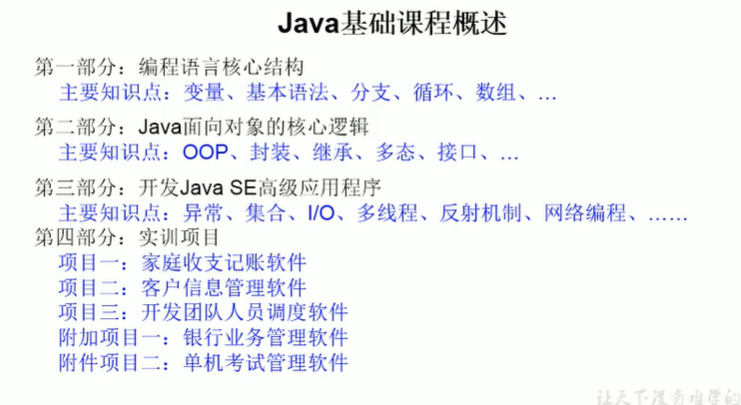 Java基础课程概述
第一部分：编程语言核心结构
主要知识点：变量、基本语法、分支、循环、数组、…
第二部分：Java面向对象的核心逻辑
主要知识点：OOP、封装、继承、多态、接口、…
第三部分：开发Java SE高级应用程序
主要知识点：异常、集合、I/O、多线程、反射机制、网络编程、……
第四部分：实训项目
项目一：家庭收支记账软件
项目二：客户信息管理软件
项目三：开发团队人员调度软件
附加项目一：银行业务管理软件
附件项目二：单机考试管理软件
让天下没有难学的